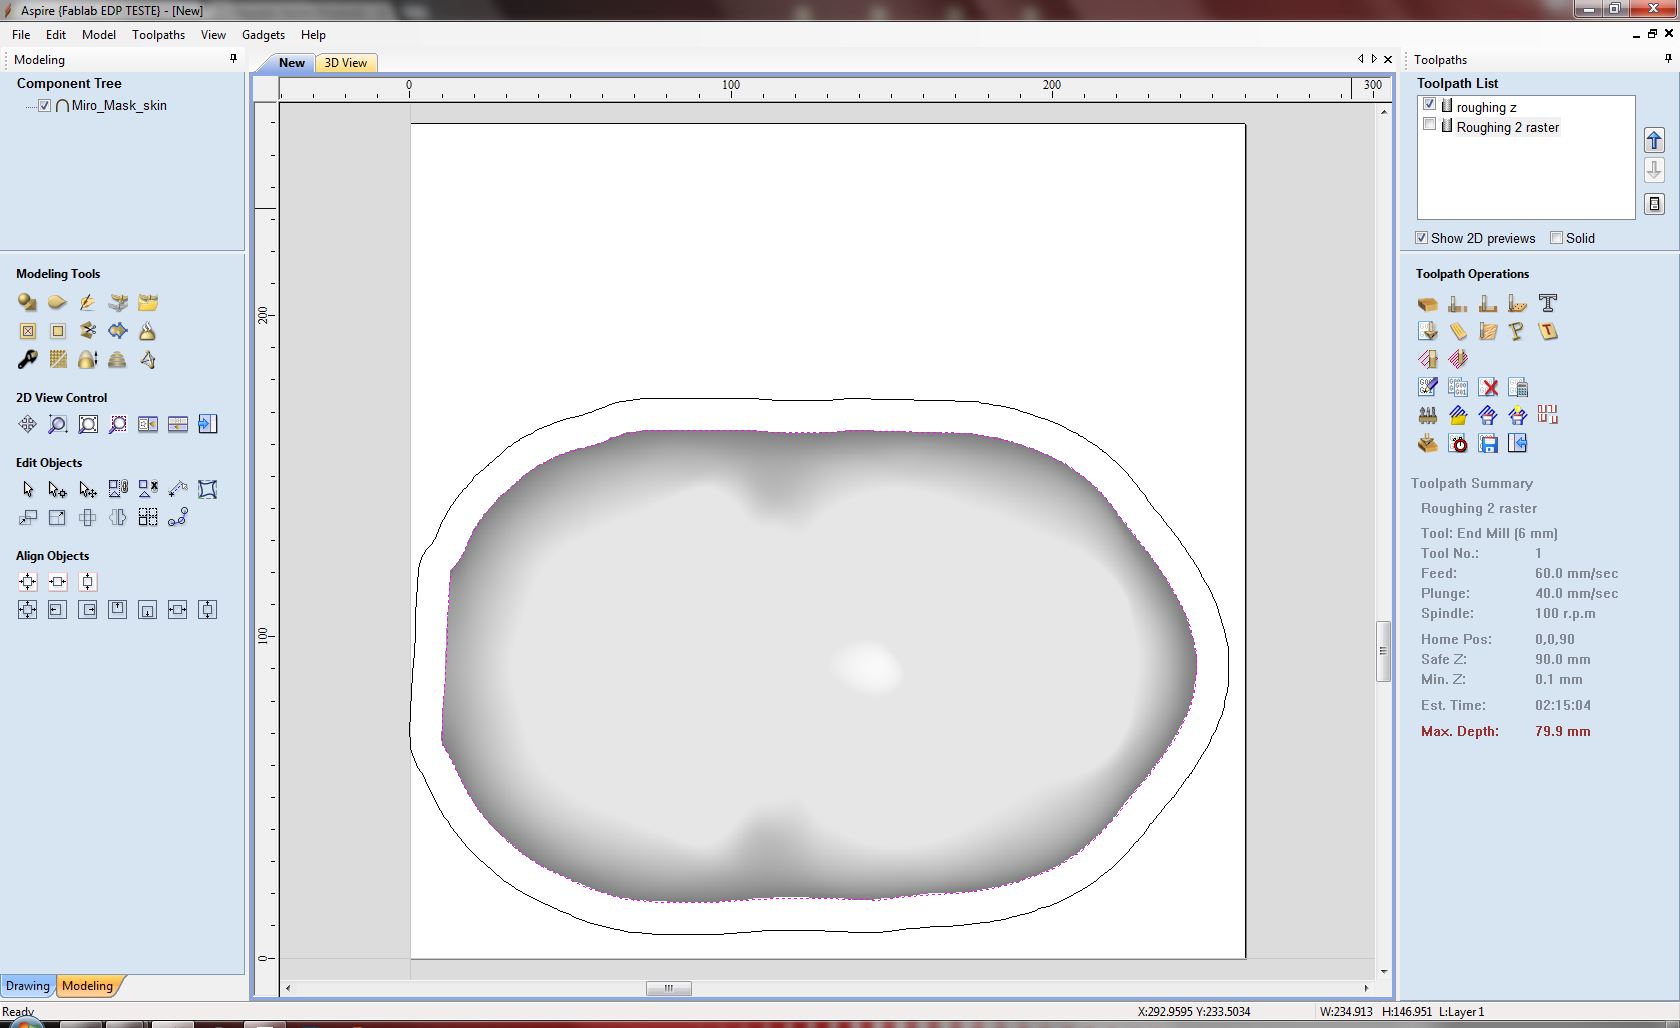 Aspire {Fablab EDP TESTE} - [New]
File Edit Model Toolpaths View Gadgets Help
Modeling
Component Tree
Miro_Mask_skin
Modeling Tools
2D View Control
Edit Objects
Align Objects
Drawing Modeling
Ready
New 3D View
0 100 200 300
200
100
0
X:292.9595 Y:233.5034
W:234.913 H:146.951 L:Layer1
Toolpaths
Toolpath List
roughing z
Roughing 2 raster
Show 2D previews Solid
Toolpath Operations
Toolpath Summary
Roughing 2 raster
Tool: End Mill (6 mm)
Tool No.: 1
Feed: 60.0 mm/sec
Plunge: 40.0 mm/sec
Spindle: 100 r.p.m
Home Pos: 0,0,90
Safe Z: 90.0 mm
Min. Z: 0.1 mm
Est. Time: 02:15:04
Max. Depth: 79.9 mm